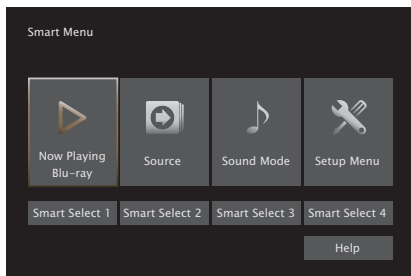 Smart Menu
Now Playing
Blu-ray
Source
Sound Mode
Setup Menu
Smart Select 1
Smart Select 2
Smart Select 3
Smart Select 4
Help